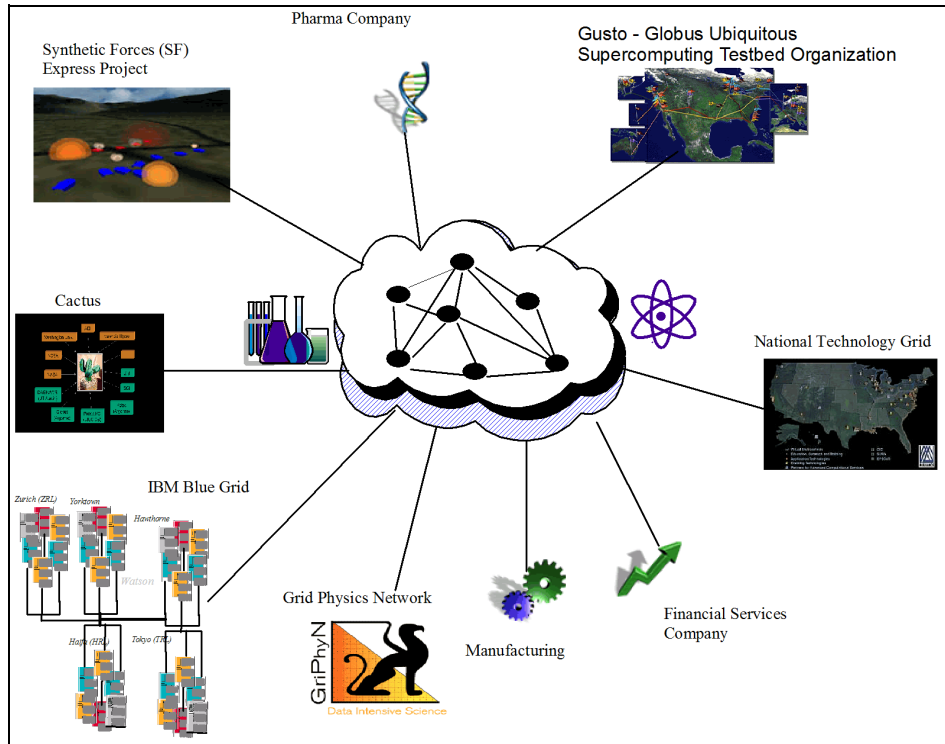 Pharma Company
Synthetic Forces (SF)
Express Project
Gusto - Globus Ubiquitous
Supercomputing Testbed Organization
Cactus
National Technology Grid
IBM Blue Grid
Zurich (ZRL)
Yorktown
Hawthorne
Watson
Haifa (HRL)
Tokyo (TRL)
Grid Physics Network
GriPhyN
Data Intensive Science
Manufacturing
Financial Services
Company